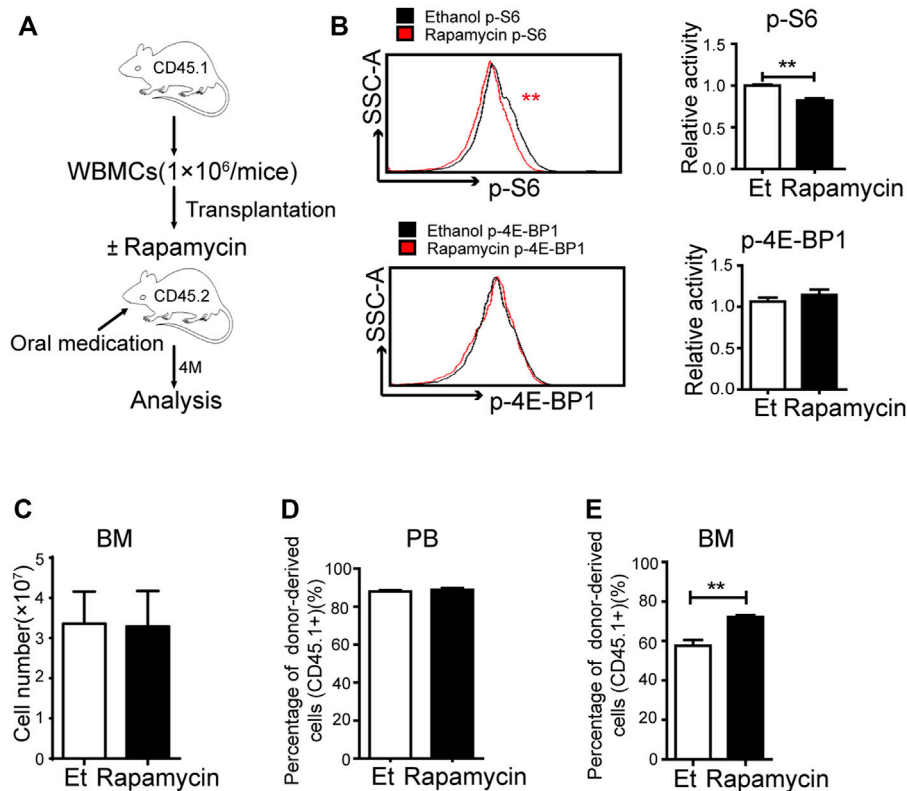 A
CD45.1
WBMCs(1×10⁶/mice)
Transplantation
± Rapamycin
CD45.2
Oral medication
4M
Analysis
B
Ethanol p-S6
Rapamycin p-S6
SSC-A
**
p-S6
p-S6
Relative activity
1.5
1.0
0.5
0.0
**
Et Rapamycin
Ethanol p-4E-BP1
Rapamycin p-4E-BP1
SSC-A
p-4E-BP1
p-4E-BP1
Relative activity
1.5
1.0
0.5
0.0
Et Rapamycin
C
BM
Cell number(×10⁷)
5
4
3
2
1
0
Et Rapamycin
D
PB
Percentage of donor-derived
cells (CD45.1+)(%)
100
80
60
40
20
0
Et Rapamycin
E
BM
Percentage of donor-derived
cells (CD45.1+)(%)
100
80
60
40
20
0
**
Et Rapamycin